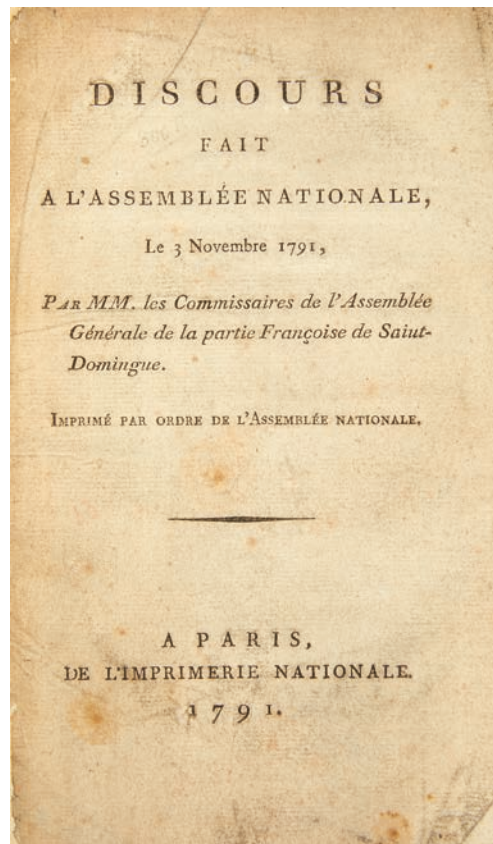 DISCOURS
FAIT
A L'ASSEMBLÉE NATIONALE,
Le 3 Novembre 1791,
PAR MM. les Commissaires de l'Assemblée
Générale de la partie Françoise de Saiut-
Domingue.
IMPRIMÉ PAR ORDRE DE L'ASSEMBLÉE NATIONALE.
A PARIS,
DE L'IMPRIMERIE NATIONALE.
1791.